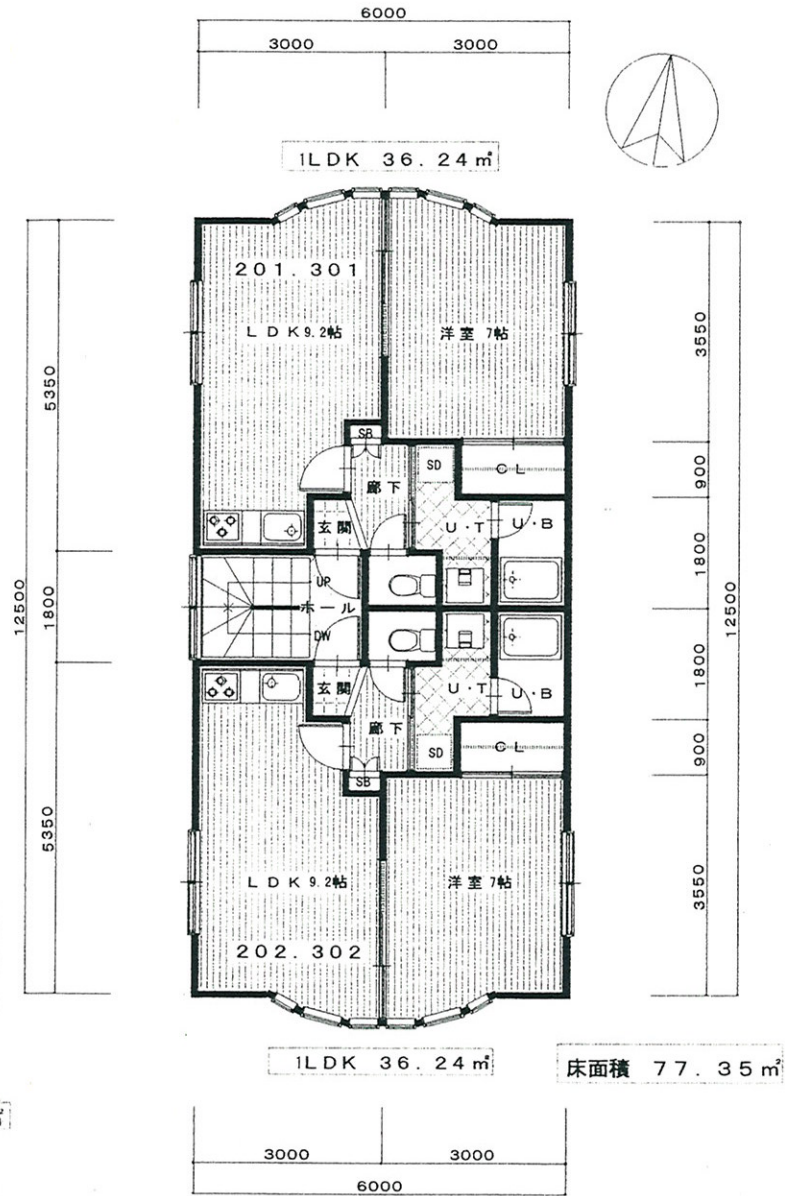 6000
3000 3000
1LDK 36.24㎡
201.301
LDK9.2帖
洋室 7帖
5350
3550
SB
SD
CL
廊下
900
玄関
U・T
U・B
1800
UP
ホール
DW
12500
1800
12500
1800
玄関
U・T
U・B
廊下
SD
CL
900
SB
5350
LDK 9.2帖
洋室 7帖
3550
202.302
1LDK 36.24㎡
床面積 77.35㎡
㎡
3000 3000
6000